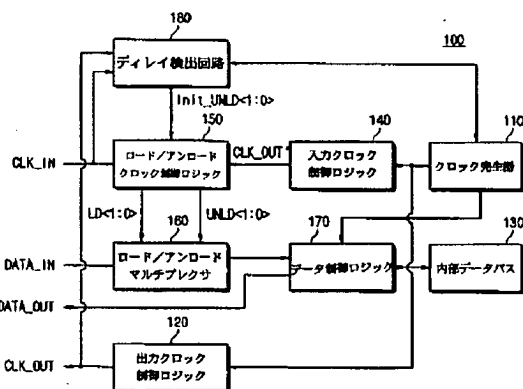 180
100
ディレイ検出回路
Init_UNLD<1:0>
110
150
140
CLK_IN
ロード/アンロード
クロック制御ロジック
CLK_OUT
入力クロック
制御ロジック
クロック発生器
LD<1:0>
UNLD<1:0>
160
170
130
DATA_IN
ロード/アンロード
マルチプレクサ
データ制御ロジック
内部データバス
DATA_OUT
120
CLK_OUT
出力クロック
制御ロジック